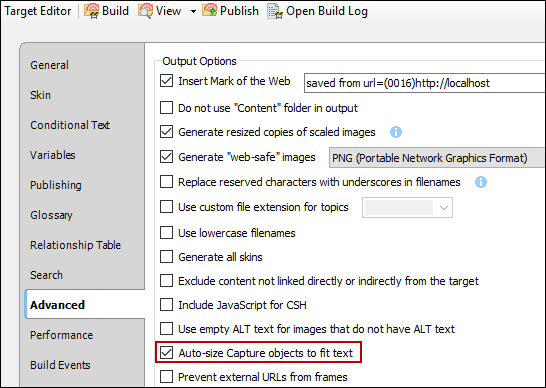 Target Editor Build View Publish Open Build Log
General
Skin
Conditional Text
Variables
Publishing
Glossary
Relationship Table
Search
Advanced
Performance
Build Events
Output Options
Insert Mark of the Web saved from url=(0016)http://localhost
Do not use "Content" folder in output
Generate resized copies of scaled images
Generate "web-safe" images PNG (Portable Network Graphics Format)
Replace reserved characters with underscores in filenames
Use custom file extension for topics
Use lowercase filenames
Generate all skins
Exclude content not linked directly or indirectly from the target
Include JavaScript for CSH
Use empty ALT text for images that do not have ALT text
Auto-size Capture objects to fit text
Prevent external URLs from frames